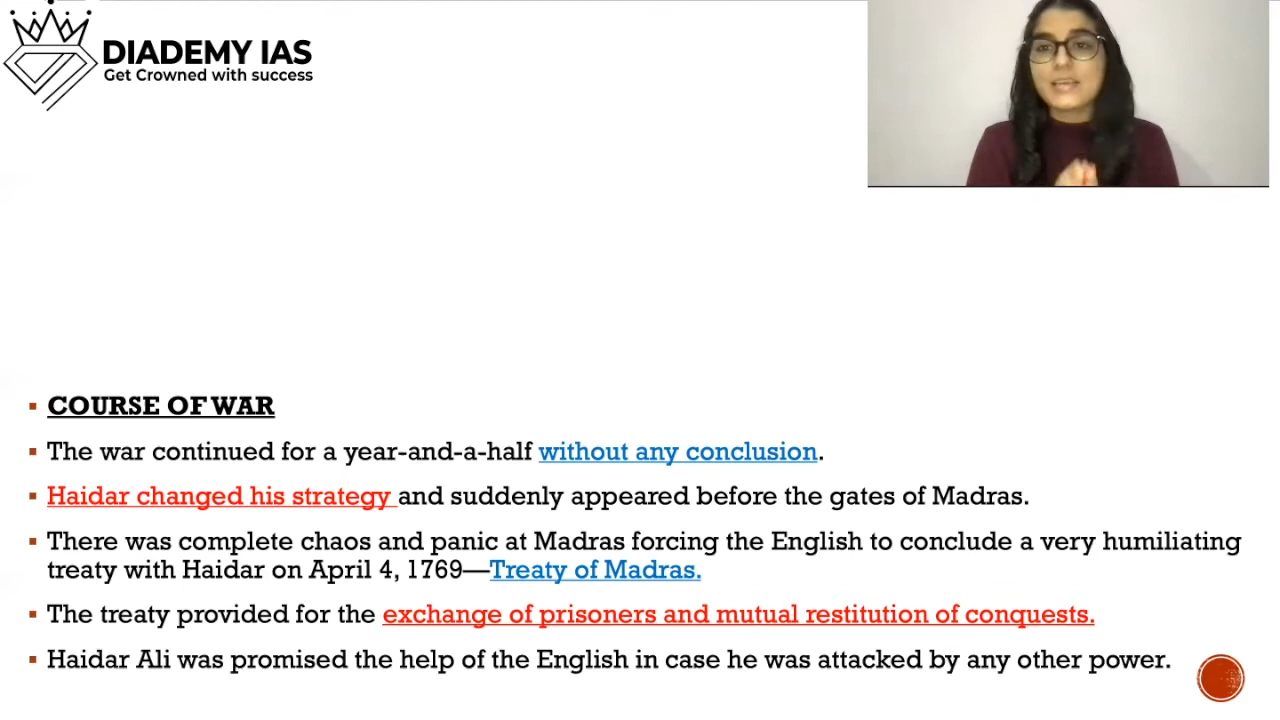 DIADEMY IAS
Get Crowned with success
COURSE OF WAR
The war continued for a year-and-a-half without any conclusion.
Haidar changed his strategy and suddenly appeared before the gates of Madras.
There was complete chaos and panic at Madras forcing the English to conclude a very humiliating
treaty with Haidar on April 4, 1769—Treaty of Madras.
The treaty provided for the exchange of prisoners and mutual restitution of conquests.
Haidar Ali was promised the help of the English in case he was attacked by any other power.